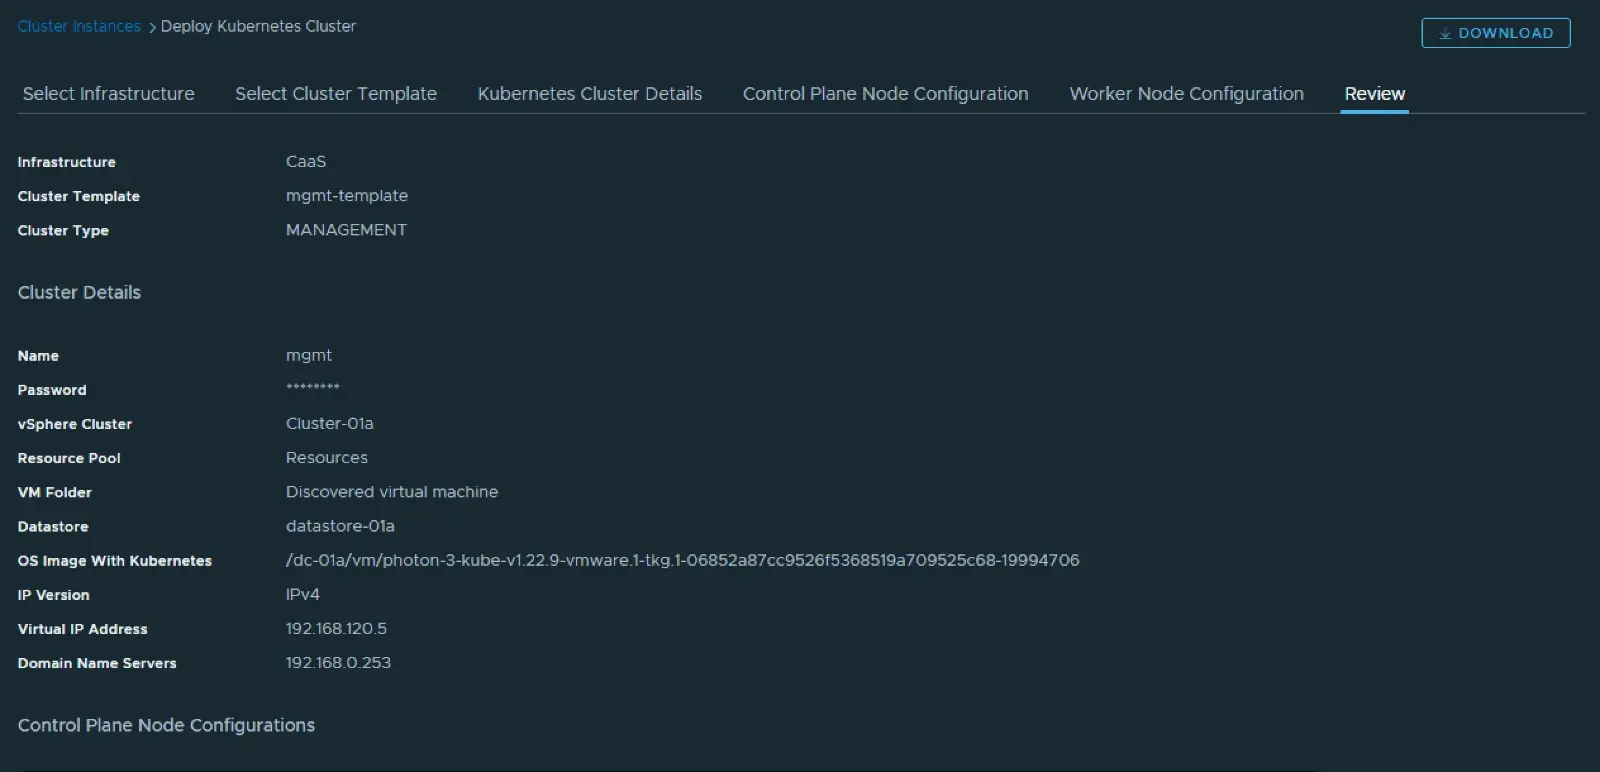 Cluster Instances > Deploy Kubernetes Cluster
DOWNLOAD
Select Infrastructure Select Cluster Template Kubernetes Cluster Details Control Plane Node Configuration Worker Node Configuration Review
Infrastructure CaaS
Cluster Template mgmt-template
Cluster Type MANAGEMENT
Cluster Details
Name mgmt
Password ********
vSphere Cluster Cluster-01a
Resource Pool Resources
VM Folder Discovered virtual machine
Datastore datastore-01a
OS Image With Kubernetes /dc-01a/vm/photon-3-kube-v1.22.9-vmware.1-tkg.1-06852a87cc9526f5368519a709525c68-19994706
IP Version IPv4
Virtual IP Address 192.168.120.5
Domain Name Servers 192.168.0.253
Control Plane Node Configurations